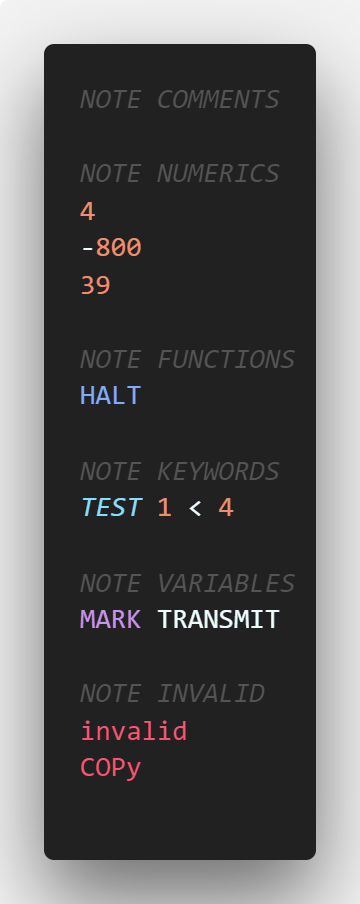 NOTE COMMENTS
NOTE NUMERICS
4
-800
39
NOTE FUNCTIONS
HALT
NOTE KEYWORDS
TEST 1 < 4
NOTE VARIABLES
MARK TRANSMIT
NOTE INVALID
invalid
COPy